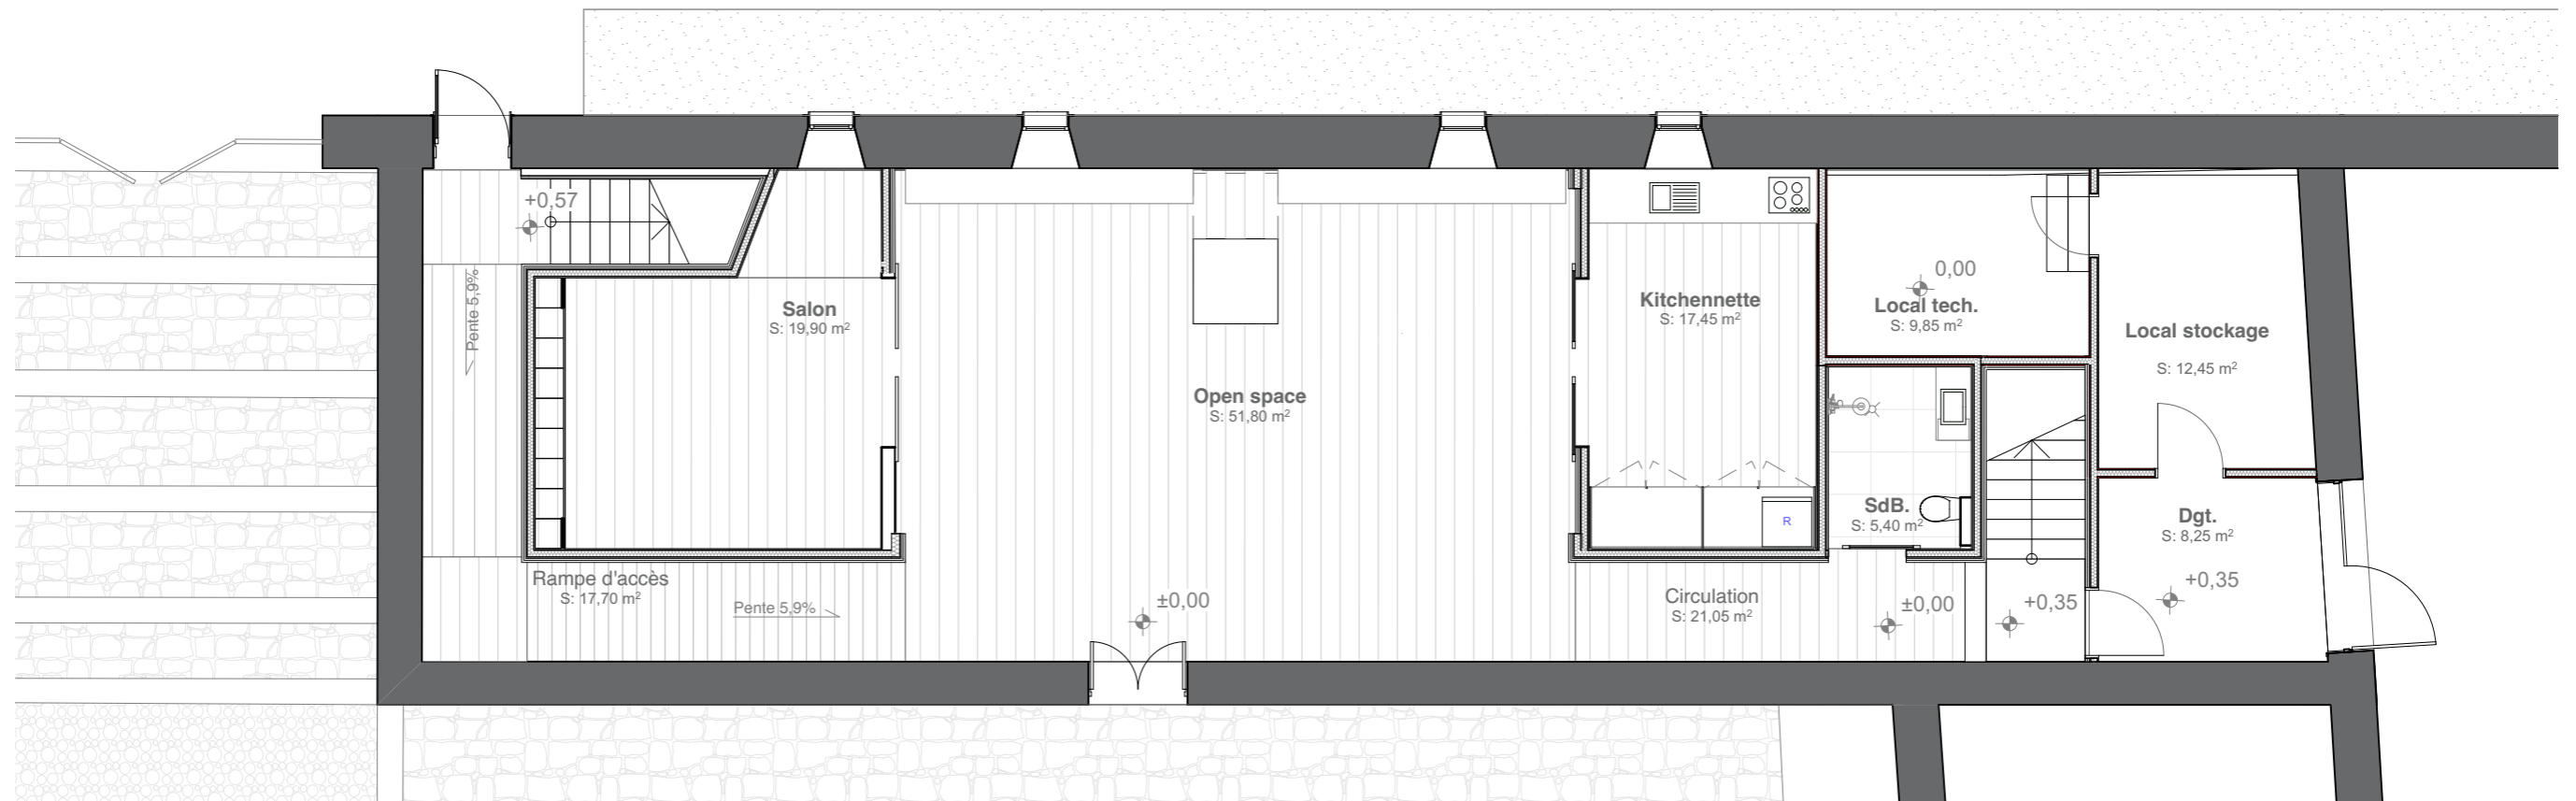 +0,57
Pente 5,9%
Salon
S: 19,90 m²
Open space
S: 51,80 m²
Kitchennette
S: 17,45 m²
0,00
Local tech.
S: 9,85 m²
Local stockage
S: 12,45 m²
R
SdB.
S: 5,40 m²
Dgt.
S: 8,25 m²
+0,35
Rampe d'accès
S: 17,70 m²
Pente 5,9%
±0,00
Circulation
S: 21,05 m²
±0,00
+0,35